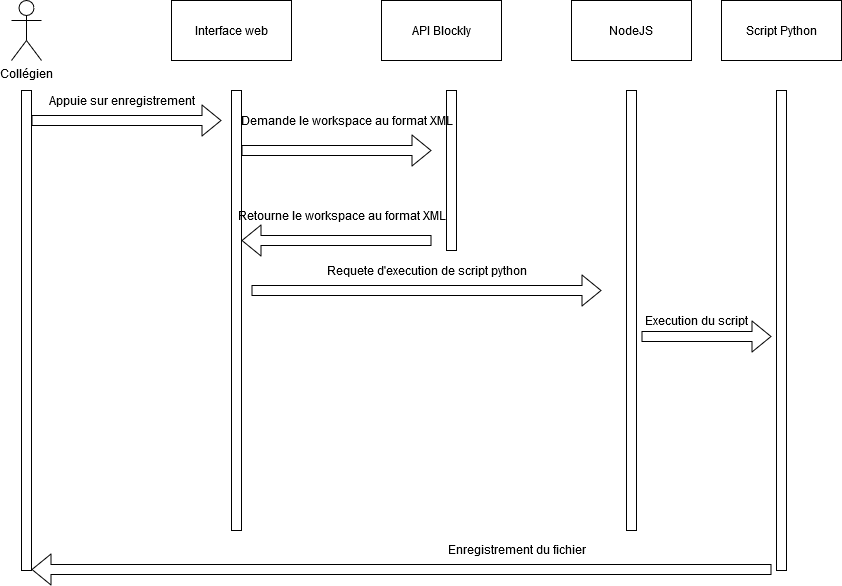 Interface web
API Blockly
NodeJS
Script Python
Collégien
Appuie sur enregistrement
Demande le workspace au format XML
Retourne le workspace au format XML
Requete d'execution de script python
Execution du script
Enregistrement du fichier